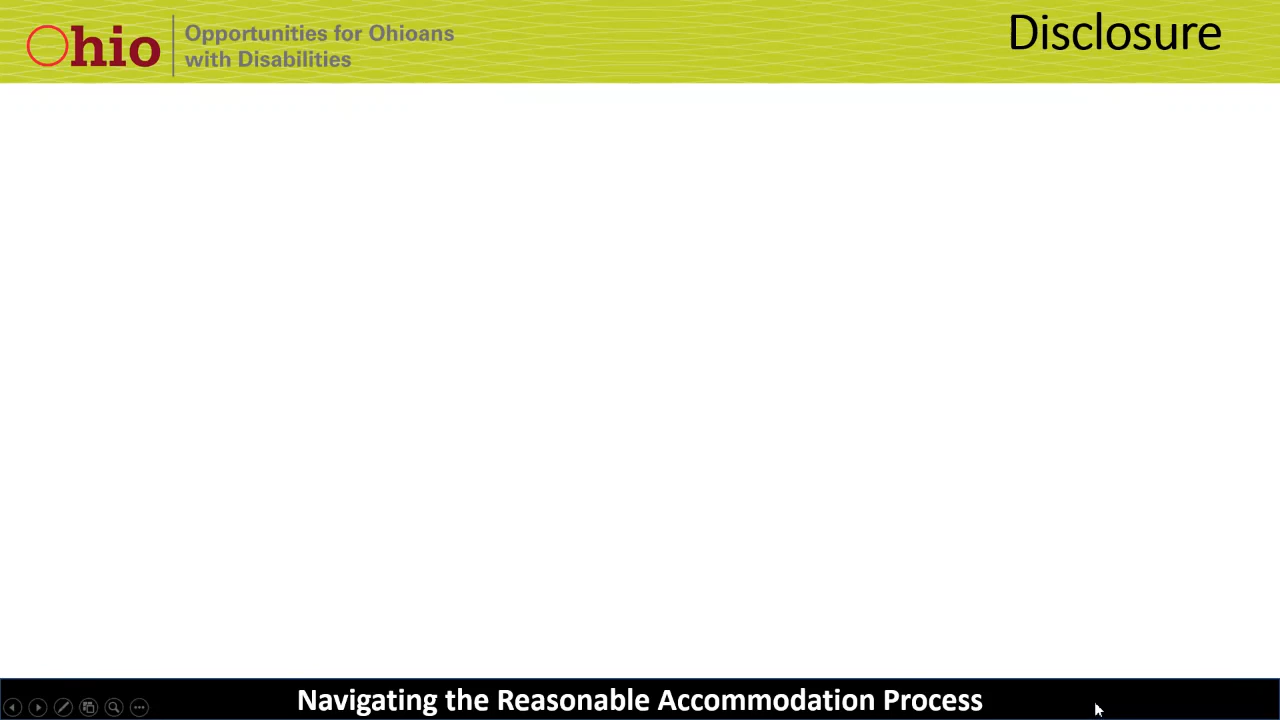 Ohio
Opportunities for Ohioans
with Disabilities
Disclosure
Navigating the Reasonable Accommodation Process